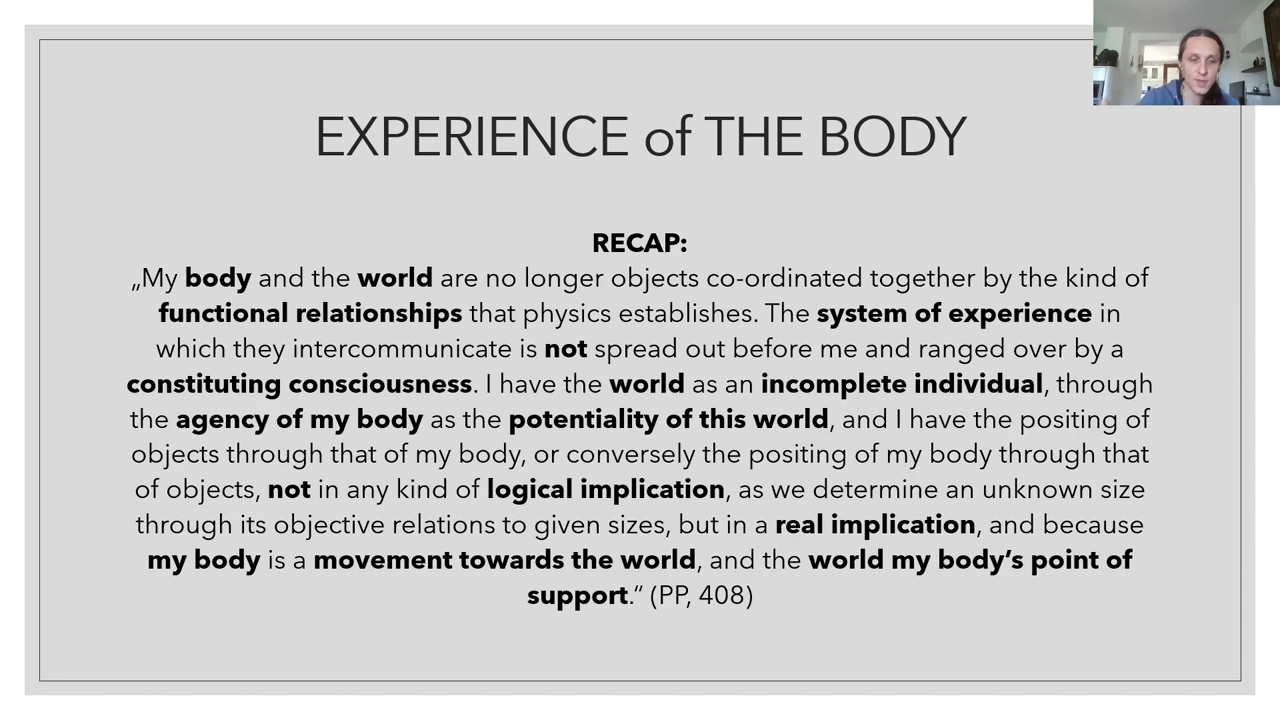 EXPERIENCE of THE BODY
RECAP:
„My body and the world are no longer objects co-ordinated together by the kind of
functional relationships that physics establishes. The system of experience in
which they intercommunicate is not spread out before me and ranged over by a
constituting consciousness. I have the world as an incomplete individual, through
the agency of my body as the potentiality of this world, and I have the positing of
objects through that of my body, or conversely the positing of my body through that
of objects, not in any kind of logical implication, as we determine an unknown size
through its objective relations to given sizes, but in a real implication, and because
my body is a movement towards the world, and the world my body’s point of
support.“ (PP, 408)